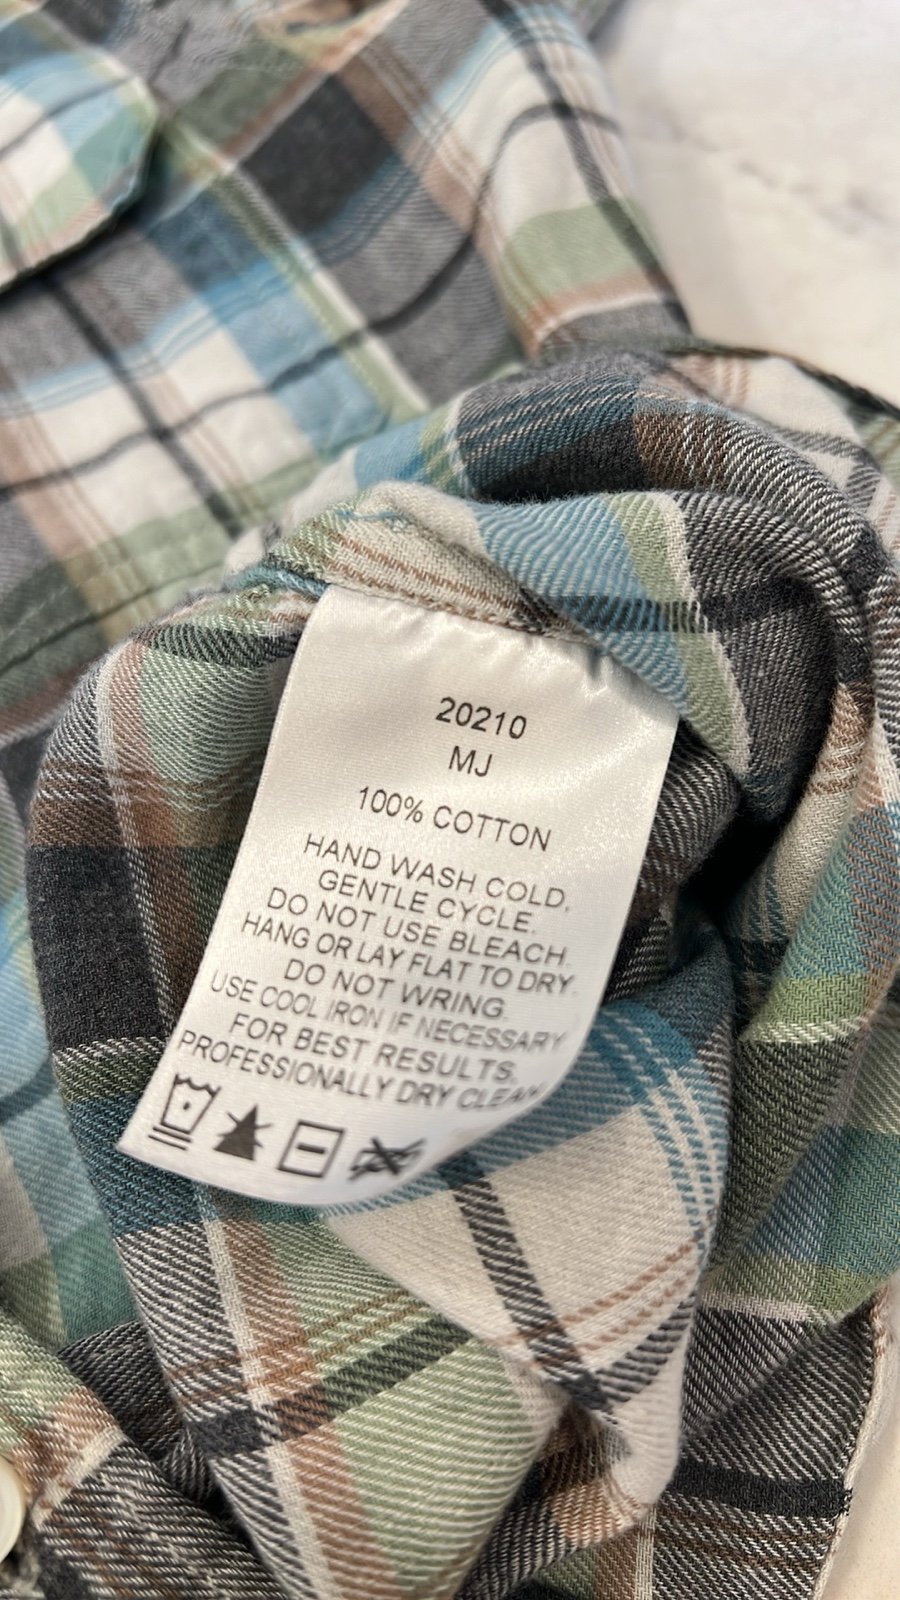 20210
MJ
100% COTTON
HAND WASH COLD,
GENTLE CYCLE.
DO NOT USE BLEACH.
HANG OR LAY FLAT TO DRY.
DO NOT WRING.
USE COOL IRON IF NECESSARY
FOR BEST RESULTS,
PROFESSIONALLY DRY CLEAN